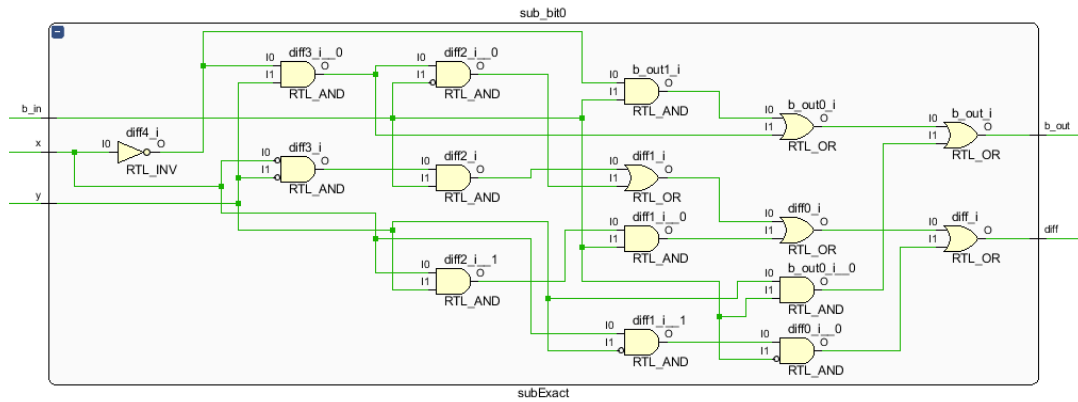 sub_bit0
diff3_i__0
I0
I1
O
RTL_AND
diff2_i__0
I0
I1
O
RTL_AND
b_out1_i
I0
I1
O
RTL_AND
b_out0_i
I0
I1
O
RTL_OR
b_out_i
I0
I1
O
RTL_OR
b_in
x
y
b_out
diff4_i
I0
O
RTL_INV
diff3_i
I0
I1
O
RTL_AND
diff2_i
I0
I1
O
RTL_AND
diff1_i
I0
I1
O
RTL_OR
diff1_i__0
I0
I1
O
RTL_AND
diff0_i
I0
I1
O
RTL_OR
diff_i
I0
I1
O
RTL_OR
diff
diff2_i__1
I0
I1
O
RTL_AND
b_out0_i__0
I0
I1
O
RTL_AND
diff1_i__1
I0
I1
O
RTL_AND
diff0_i__0
I0
I1
O
RTL_AND
subExact